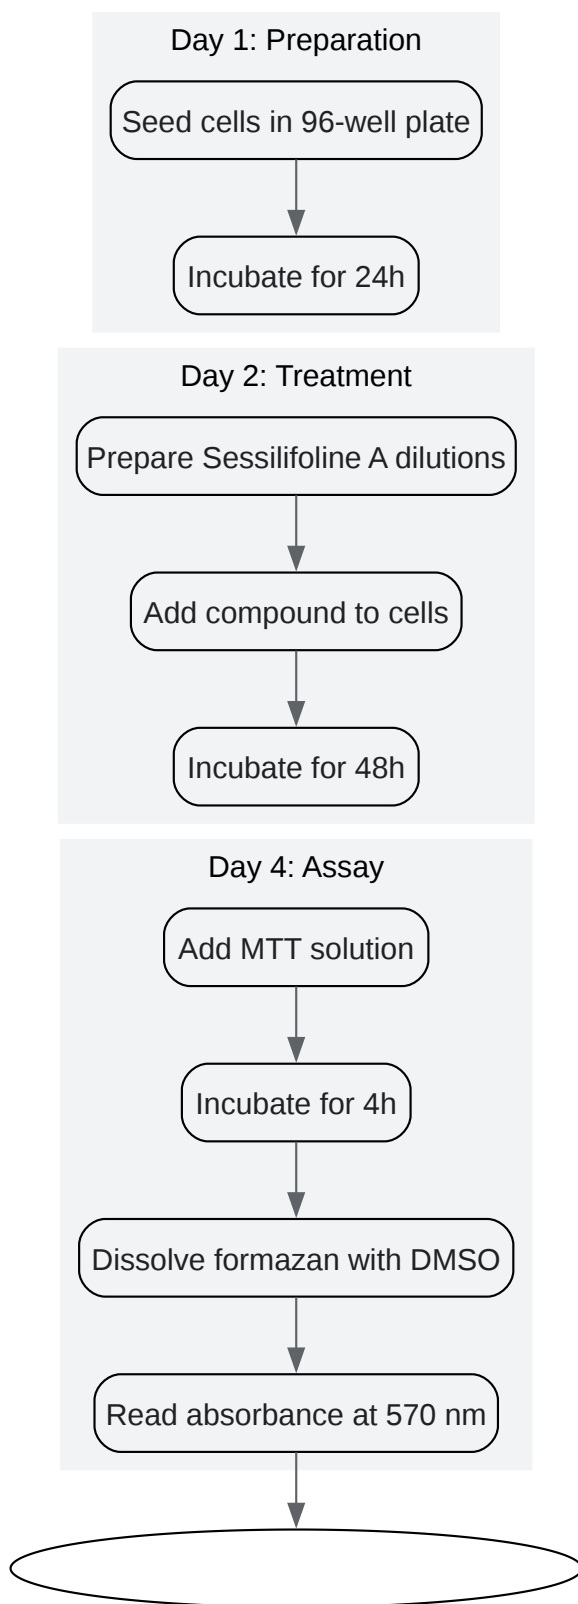 Day 1: Preparation
Seed cells in 96-well plate
Incubate for 24h
Day 2: Treatment
Prepare Sessilifoline A dilutions
Add compound to cells
Incubate for 48h
Day 4: Assay
Add MTT solution
Incubate for 4h
Dissolve formazan with DMSO
Read absorbance at 570 nm